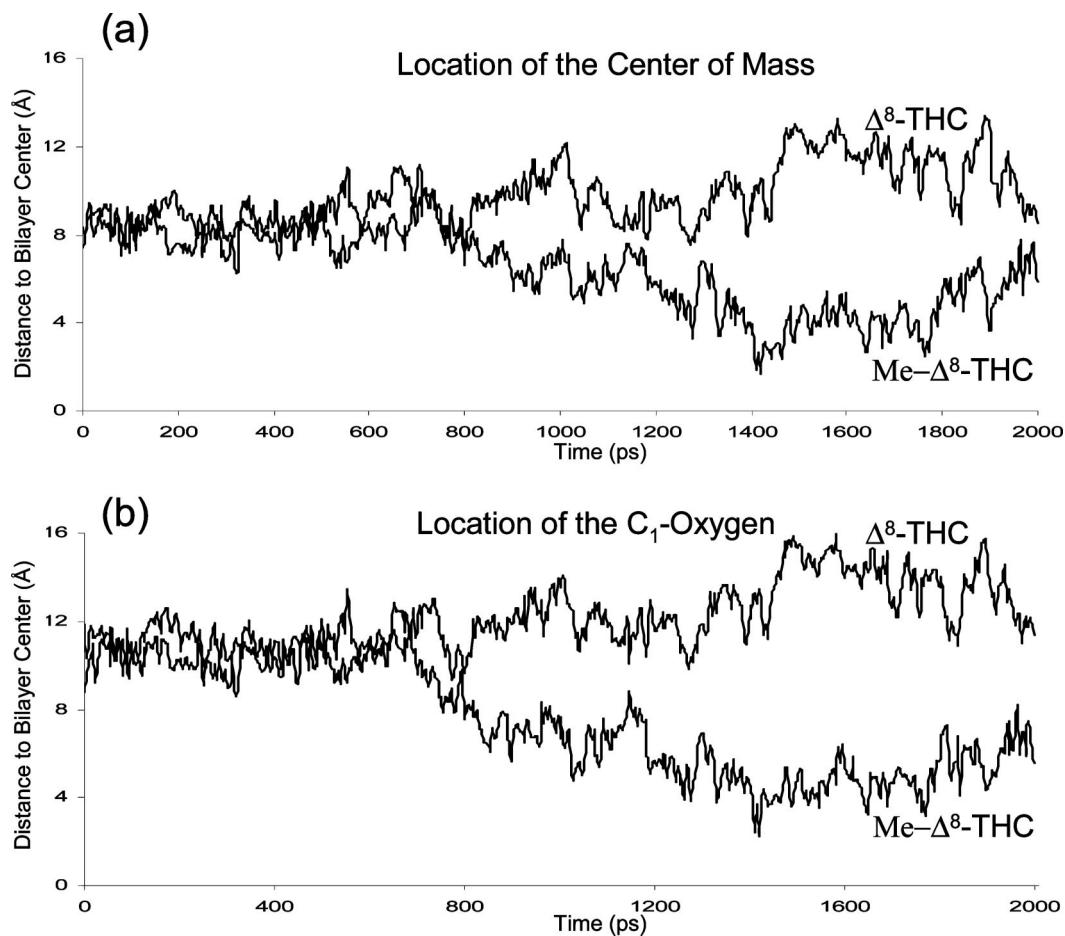 (a)
Location of the Center of Mass
Δ⁸-THC
Me–Δ⁸-THC
Distance to Bilayer Center (Å)
16
12
8
4
0
0 200 400 600 800 1000 1200 1400 1600 1800 2000
Time (ps)
(b)
Location of the C₁-Oxygen
Δ⁸-THC
Me–Δ⁸-THC
Distance to Bilayer Center (Å)
16
12
8
4
0
0 400 800 1200 1600 2000
Time (ps)